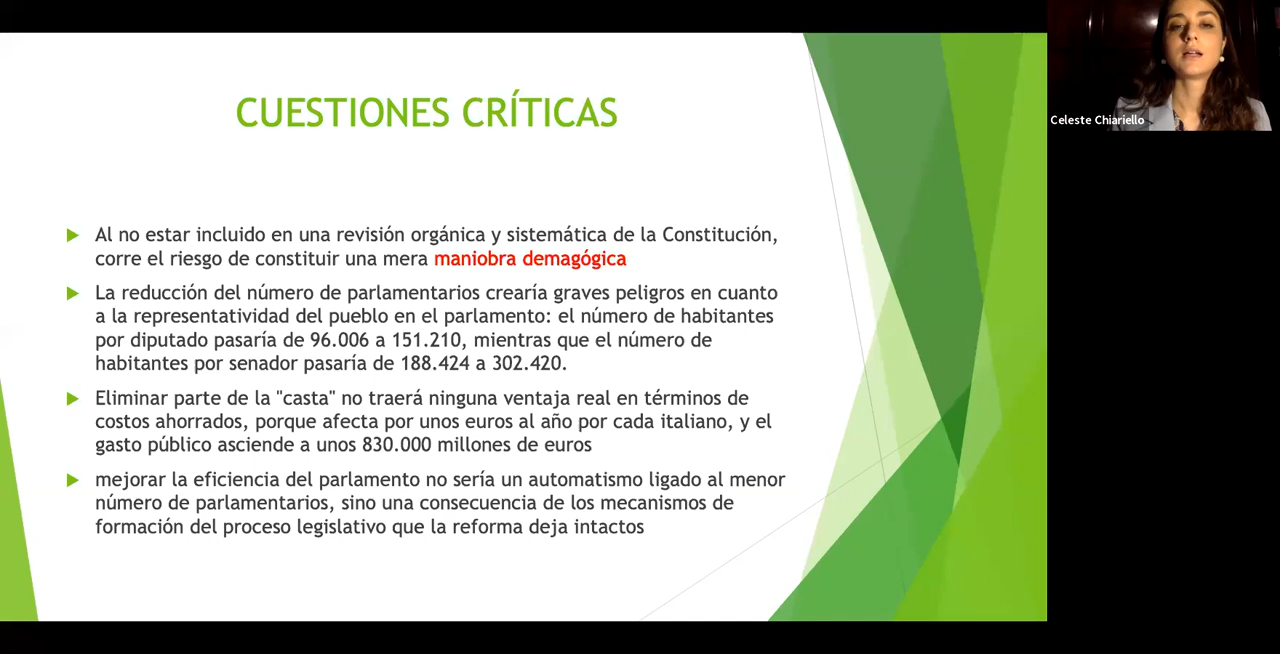 CUESTIONES CRÍTICAS
Al no estar incluido en una revisión orgánica y sistemática de la Constitución,
corre el riesgo de constituir una mera maniobra demagógica
La reducción del número de parlamentarios crearía graves peligros en cuanto
a la representatividad del pueblo en el parlamento: el número de habitantes
por diputado pasaría de 96.006 a 151.210, mientras que el número de
habitantes por senador pasaría de 188.424 a 302.420.
Eliminar parte de la "casta" no traerá ninguna ventaja real en términos de
costos ahorrados, porque afecta por unos euros al año por cada italiano, y el
gasto público asciende a unos 830.000 millones de euros
mejorar la eficiencia del parlamento no sería un automatismo ligado al menor
número de parlamentarios, sino una consecuencia de los mecanismos de
formación del proceso legislativo que la reforma deja intactos
Celeste Chiariello